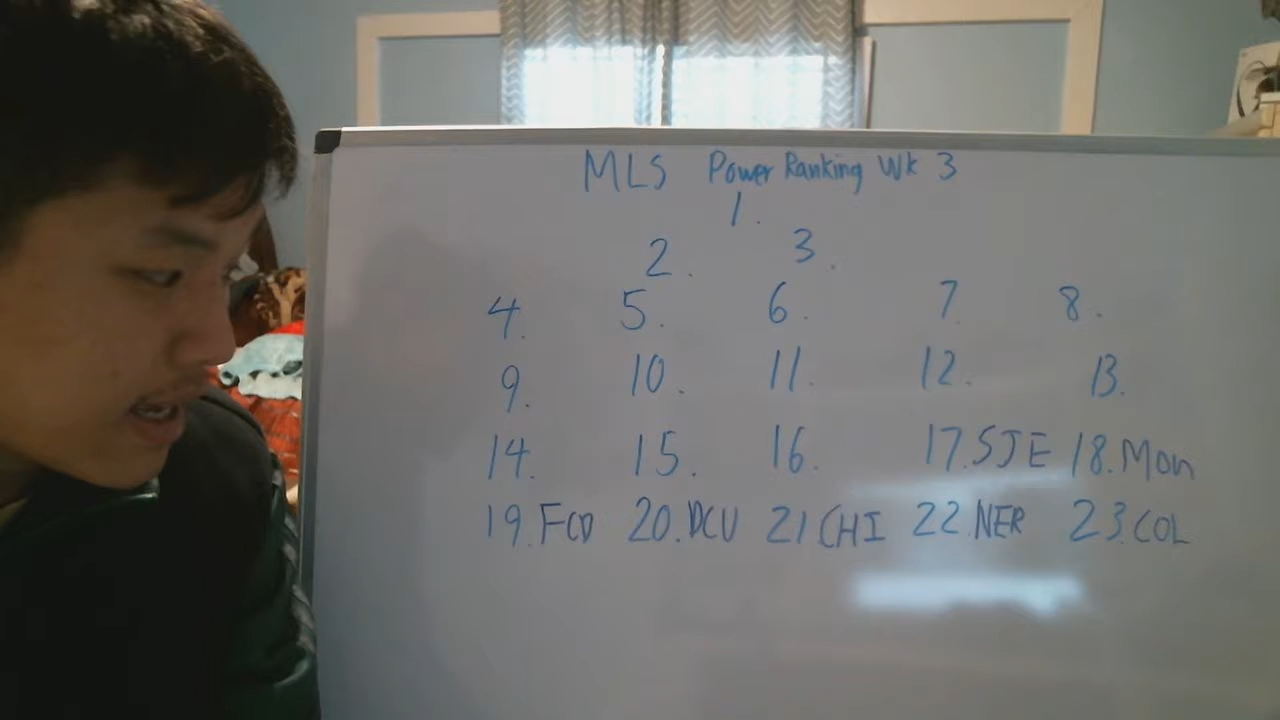 MLS Power Ranking Wk 3
1.
2. 3.
4. 5. 6. 7. 8.
9. 10. 11. 12. 13.
14. 15. 16. 17. SJE 18. Mon
19. FCD 20. DCU 21 CHI 22. NER 23. COL